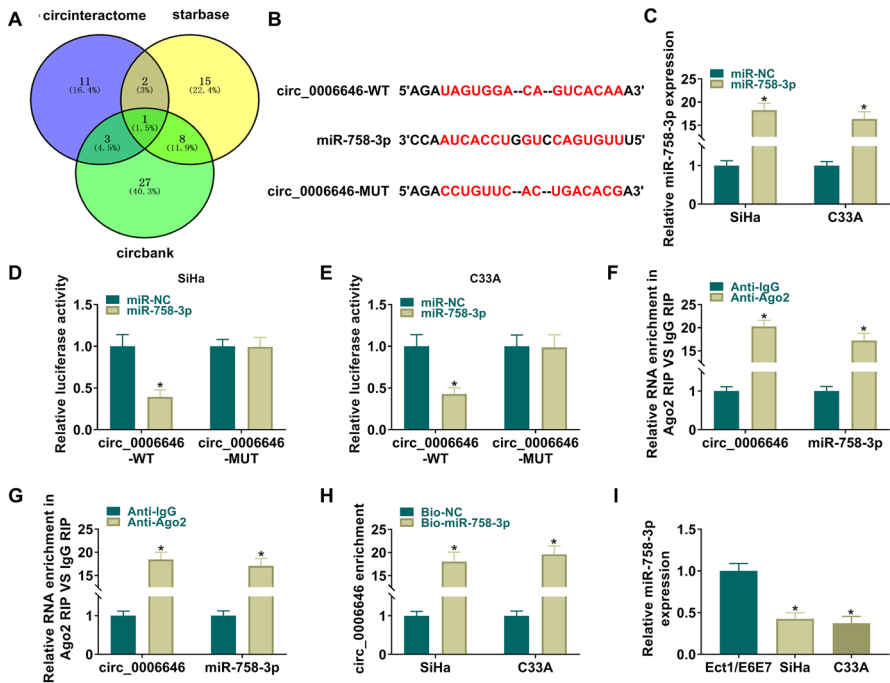 A
circinteractome
starbase
11
(16.4%)
2
(3%)
15
(22.4%)
1
(1.5%)
3
(4.5%)
8
(11.9%)
27
(40.3%)
circbank
B
circ_0006646-WT 5'AGAUAGUGGA--CA--GUCACAAA3'
miR-758-3p 3'CCAAUCACCUGGUCCAGUGUUU5'
circ_0006646-MUT 5'AGACCUGUUC--AC--UGACACGA3'
C
Relative miR-758-3p expression
miR-NC
miR-758-3p
25
20
15
1
0
*
*
SiHa
C33A
D
SiHa
Relative luciferase activity
miR-NC
miR-758-3p
1.5
1.0
0.5
0.0
*
circ_0006646
-WT
circ_0006646
-MUT
E
C33A
Relative luciferase activity
miR-NC
miR-758-3p
1.5
1.0
0.5
0.0
*
circ_0006646
-WT
circ_0006646
-MUT
F
Relative RNA enrichment in
Ago2 RIP VS IgG RIP
Anti-IgG
Anti-Ago2
25
20
15
1
0
*
*
circ_0006646
miR-758-3p
G
Relative RNA enrichment in
Ago2 RIP VS IgG RIP
Anti-IgG
Anti-Ago2
25
20
15
1
0
*
*
circ_0006646
miR-758-3p
H
circ_0006646 enrichment
Bio-NC
Bio-miR-758-3p
25
20
15
1
0
*
*
SiHa
C33A
I
Relative miR-758-3p
expression
1.5
1.0
0.5
0.0
*
*
Ect1/E6E7
SiHa
C33A